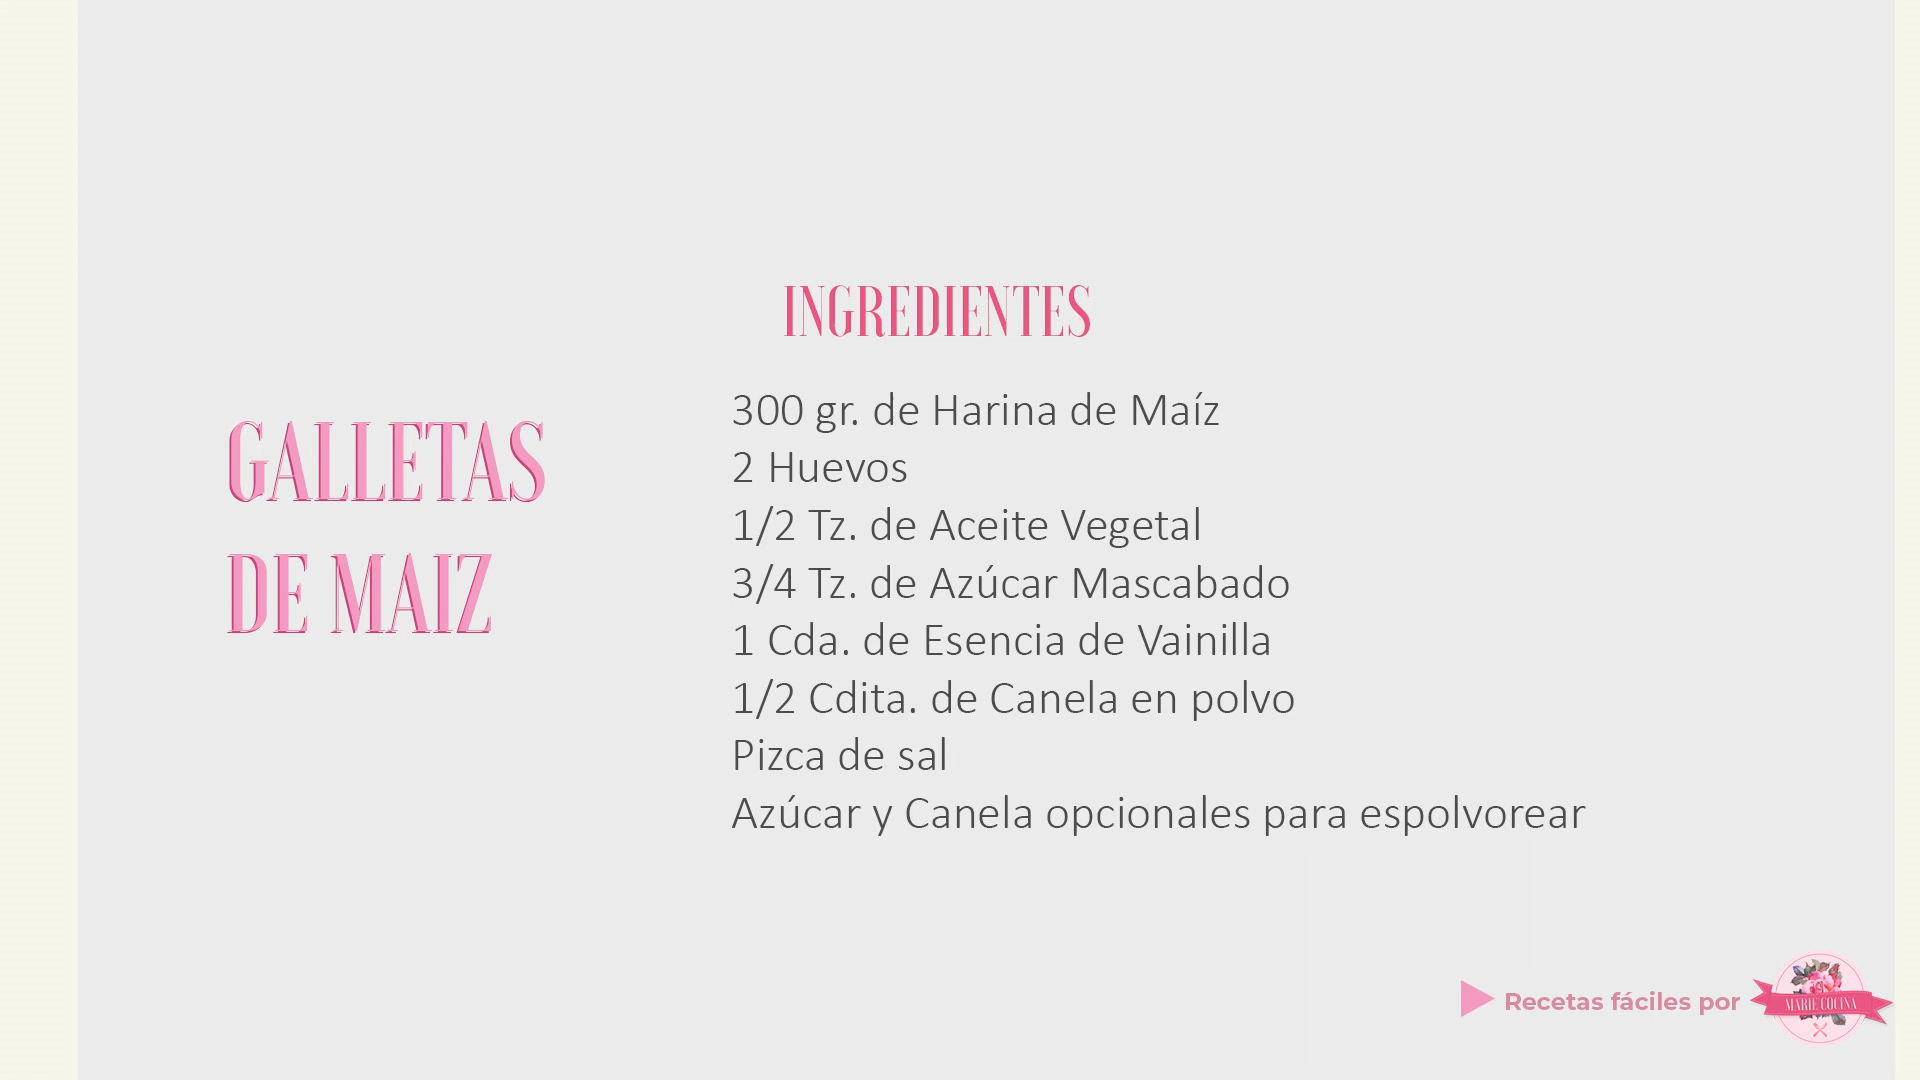 GALLETAS
DE MAIZ
INGREDIENTES
300 gr. de Harina de Maíz
2 Huevos
1/2 Tz. de Aceite Vegetal
3/4 Tz. de Azúcar Mascabado
1 Cda. de Esencia de Vainilla
1/2 Cdita. de Canela en polvo
Pizca de sal
Azúcar y Canela opcionales para espolvorear
Recetas fáciles por
MARIE COCINA